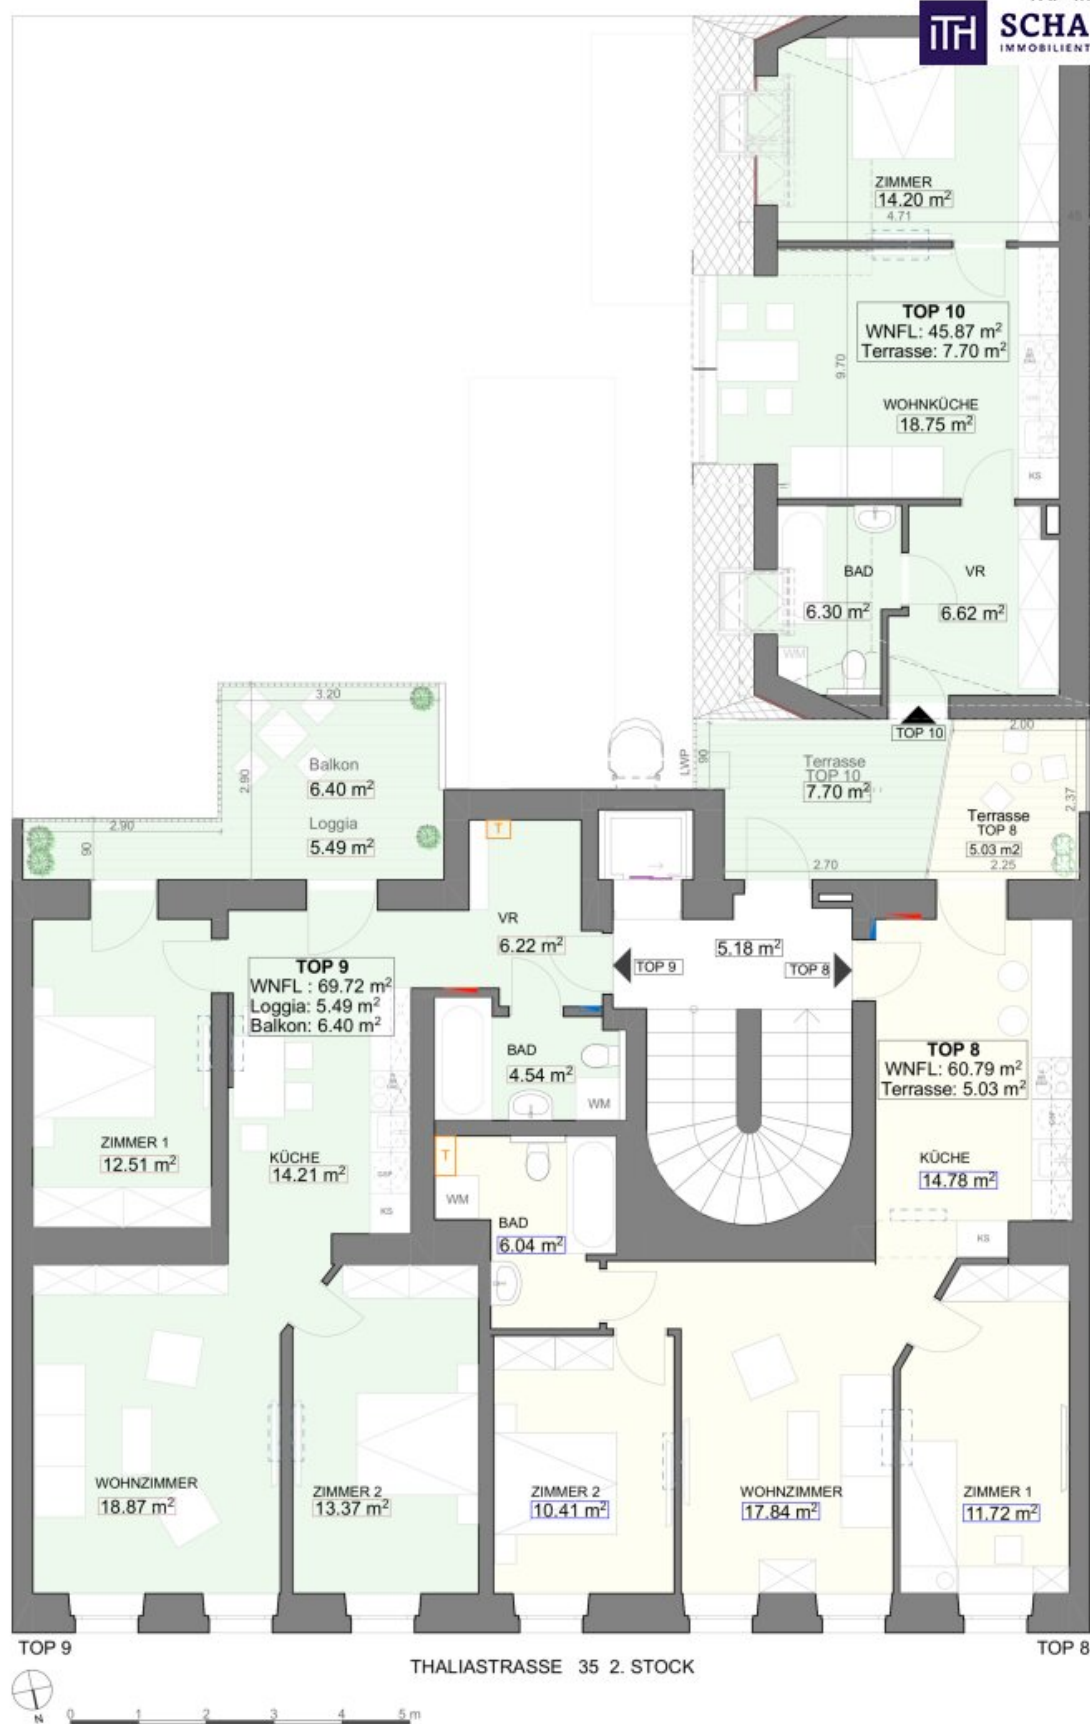 ITH
SCHA
IMMOBILIENT
ZIMMER
14.20 m²
4.71
45
TOP 10
WNFL: 45.87 m²
Terrasse: 7.70 m²
9.70
WOHNKÜCHE
18.75 m²
KS
BAD
6.30 m²
VR
6.62 m²
WM
TOP 10
3.20
2.90
Balkon
6.40 m²
Loggia
5.49 m²
2.90
90
LWP
90
Terrasse
TOP 10
7.70 m²
2.70
2.00
2.37
Terrasse
TOP 8
5.03 m2
2.25
T
VR
6.22 m²
TOP 9
5.18 m²
TOP 8
TOP 9
WNFL : 69.72 m²
Loggia: 5.49 m²
Balkon: 6.40 m²
BAD
4.54 m²
WM
TOP 8
WNFL: 60.79 m²
Terrasse: 5.03 m²
ZIMMER 1
12.51 m²
KÜCHE
14.21 m²
GSP
KS
T
WM
BAD
6.04 m²
KÜCHE
14.78 m²
KS
WOHNZIMMER
18.87 m²
ZIMMER 2
13.37 m²
ZIMMER 2
10.41 m²
WOHNZIMMER
17.84 m²
ZIMMER 1
11.72 m²
TOP 9
TOP 8
THALIASTRASSE 35 2. STOCK
N
0 1 2 3 4 5 m